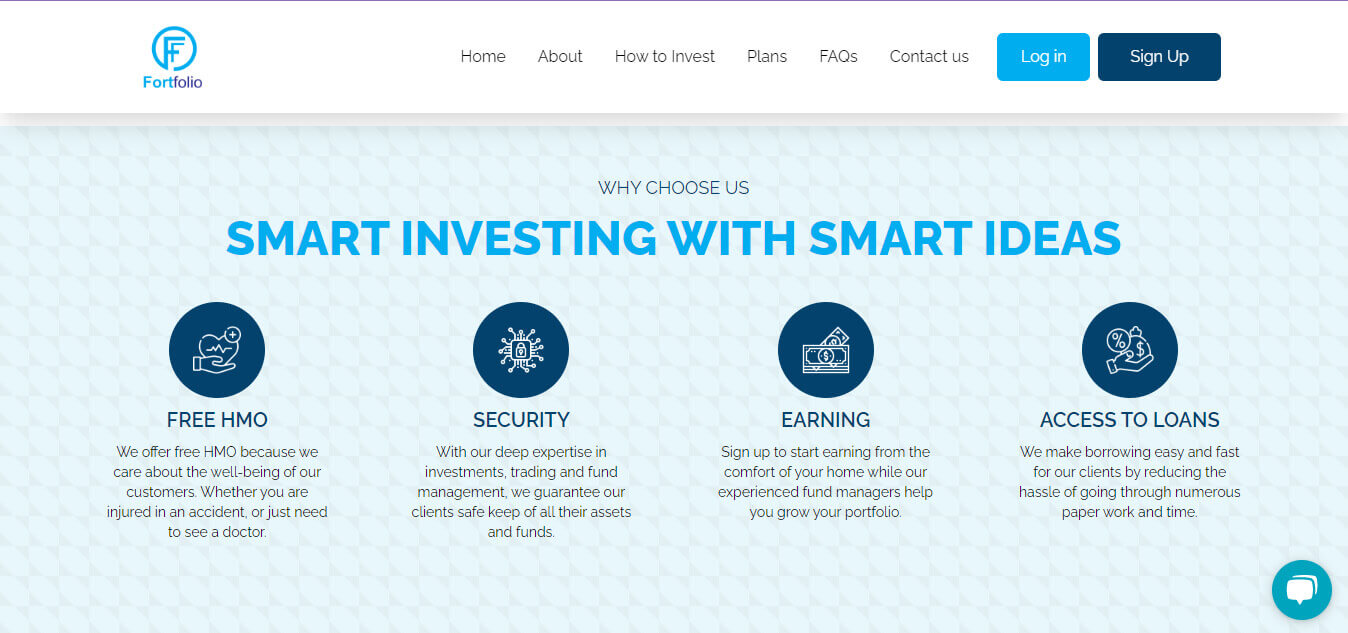 Fortfolio
Home
About
How to Invest
Plans
FAQs
Contact us
Log in
Sign Up
WHY CHOOSE US
SMART INVESTING WITH SMART IDEAS
FREE HMO
We offer free HMO because we
care about the well-being of our
customers. Whether you are
injured in an accident, or just need
to see a doctor.
SECURITY
With our deep expertise in
investments, trading and fund
management, we guarantee our
clients safe keep of all their assets
and funds.
EARNING
Sign up to start earning from the
comfort of your home while our
experienced fund managers help
you grow your portfolio.
ACCESS TO LOANS
We make borrowing easy and fast
for our clients by reducing the
hassle of going through numerous
paper work and time.